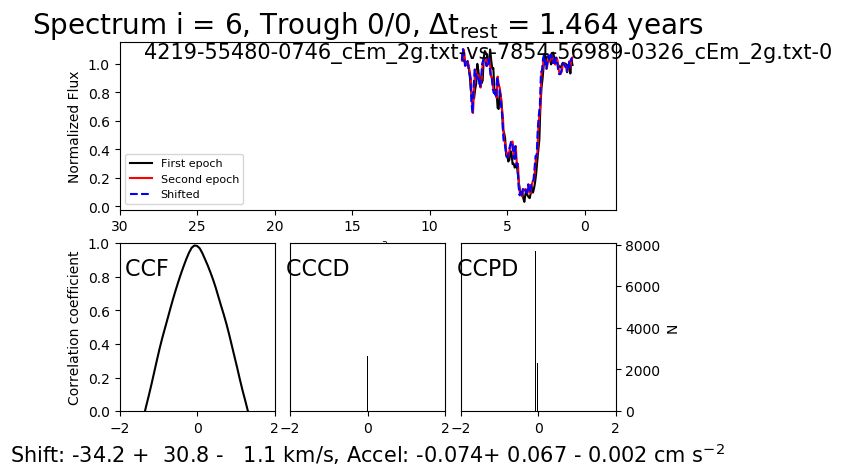 Spectrum i = 6, Trough 0/0, Δt_rest = 1.464 years
4219-55480-0746_cEm_2g.txt-vs-7854-56989-0326_cEm_2g.txt-0
Normalized Flux
1.0
0.8
0.6
0.4
0.2
0.0
First epoch
Second epoch
Shifted
30 25 20 15 10 5 0
Correlation coefficient
1.0
0.8
0.6
0.4
0.2
0.0
CCF
CCCD
CCPD
8000
6000
4000
2000
0
N
−2 0 2
−2 0 2
−2 0 2
Shift: -34.2 + 30.8 - 1.1 km/s, Accel: -0.074+ 0.067 - 0.002 cm s⁻²